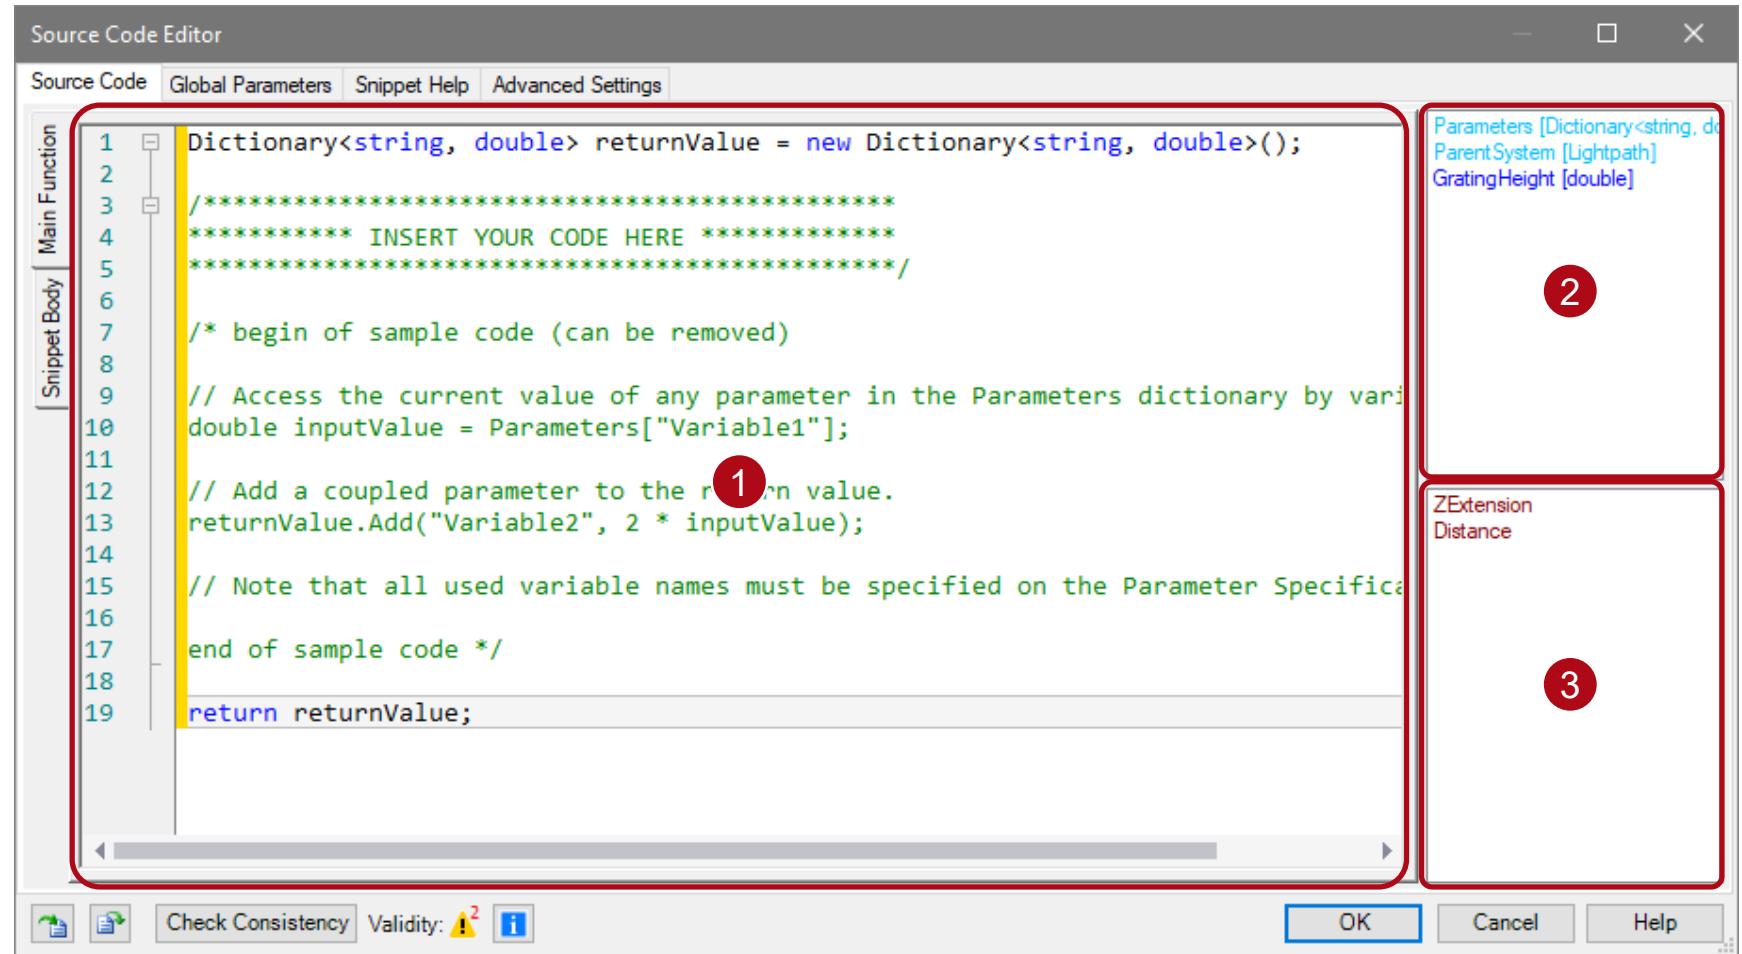 Source Code Editor
Source Code Global Parameters Snippet Help Advanced Settings
Main Function
Snippet Body
1 Dictionary<string, double> returnValue = new Dictionary<string, double>();
2
3 /**********************************************
4 *********** INSERT YOUR CODE HERE *************
5 ***********************************************/
6
7 /* begin of sample code (can be removed)
8
9 // Access the current value of any parameter in the Parameters dictionary by vari
10 double inputValue = Parameters["Variable1"];
11
12 // Add a coupled parameter to the r rn value.
13 returnValue.Add("Variable2", 2 * inputValue);
14
15 // Note that all used variable names must be specified on the Parameter Specifica
16
17 end of sample code */
18
19 return returnValue;
1
Parameters [Dictionary<string, do
ParentSystem [Lightpath]
GratingHeight [double]
2
ZExtension
Distance
3
Check Consistency Validity: 2 i OK Cancel Help